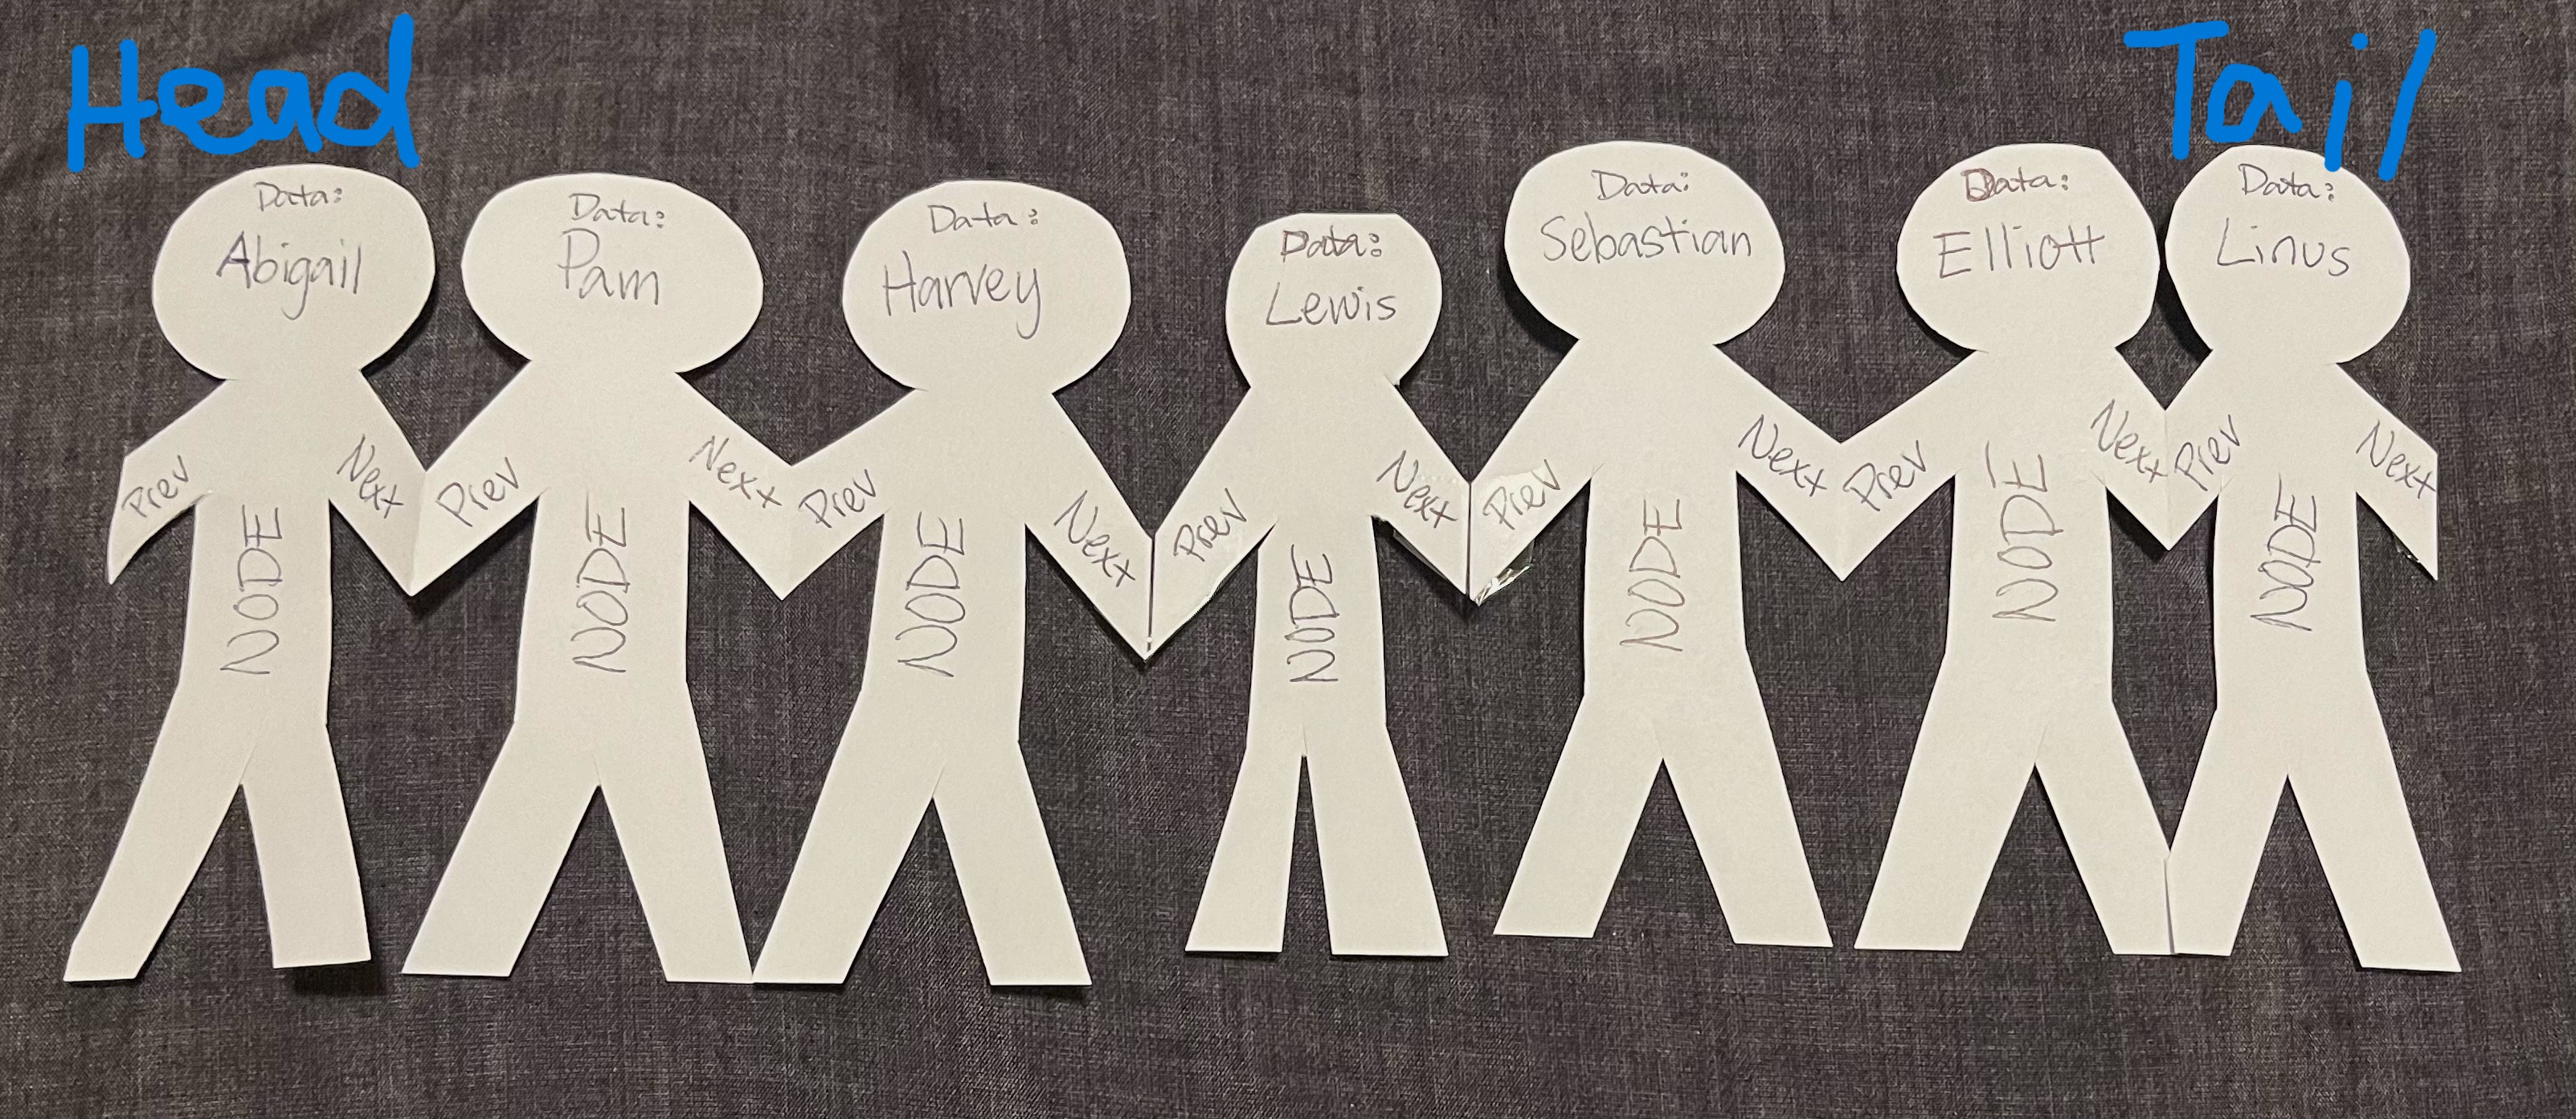 Head
Tail
Data:
Abigail
Prev
Next
NODE
Data:
Pam
Prev
Next
NODE
Data:
Harvey
Prev
Next
NODE
Data:
Lewis
Prev
Next
NODE
Data:
Sebastian
Prev
Next
NODE
Data:
Elliott
Prev
Next
NODE
Data:
Linus
Prev
Next
NODE